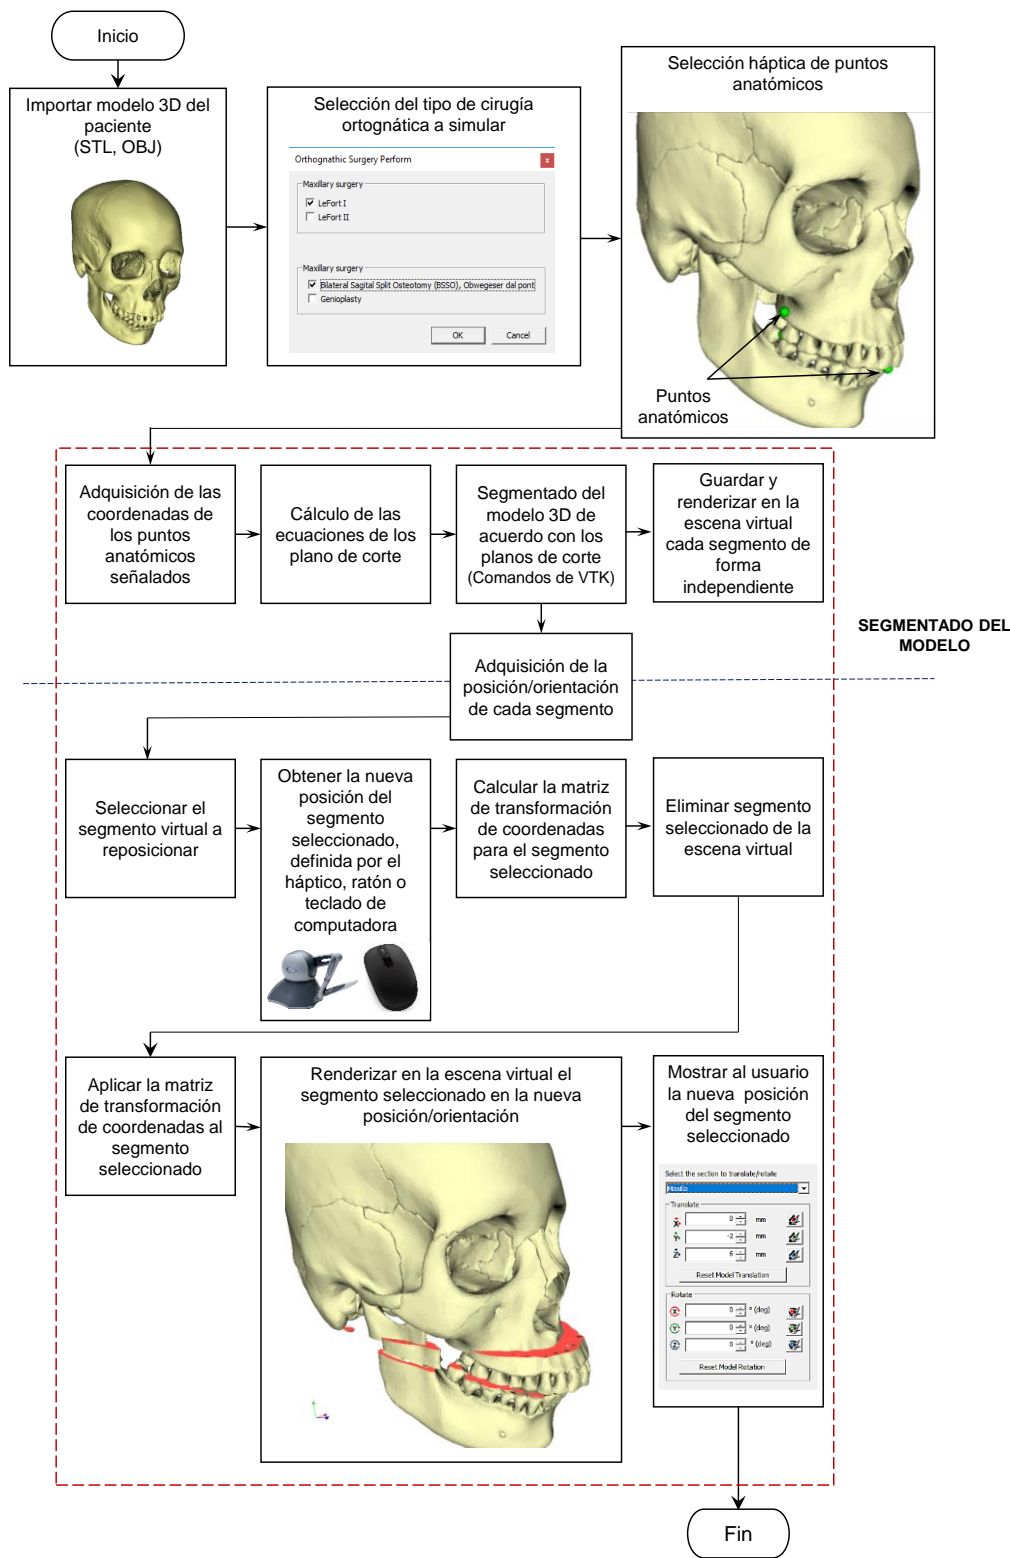 Inicio
Importar modelo 3D del
paciente
(STL, OBJ)
Selección del tipo de cirugía
ortognática a simular
Orthognathic Surgery Perform
x
Maxillary surgery
LeFort I
LeFort II
Maxillary surgery
Bilateral Sagital Split Osteotomy (BSSO), Obwegeser dal pont
Genioplasty
OK
Cancel
Selección háptica de puntos
anatómicos
Puntos
anatómicos
Adquisición de las
coordenadas de
los puntos
anatómicos
señalados
Cálculo de las
ecuaciones de los
plano de corte
Segmentado del
modelo 3D de
acuerdo con los
planos de corte
(Comandos de VTK)
Guardar y
renderizar en la
escena virtual
cada segmento de
forma
independiente
SEGMENTADO DEL
MODELO
Adquisición de la
posición/orientación
de cada segmento
Seleccionar el
segmento virtual a
reposicionar
Obtener la nueva
posición del
segmento
seleccionado,
definida por el
háptico, ratón o
teclado de
computadora
Calcular la matriz
de transformación
de coordenadas
para el segmento
seleccionado
Eliminar segmento
seleccionado de la
escena virtual
Aplicar la matriz
de transformación
de coordenadas al
segmento
seleccionado
Renderizar en la escena virtual el
segmento seleccionado en la nueva
posición/orientación
Mostrar al usuario
la nueva posición
del segmento
seleccionado
Select the section to translate/rotate
Maxilla
Translate
X 0 mm
Y -2 mm
Z 6 mm
Reset Model Translation
Rotate
X 0 ° (deg)
Y 0 ° (deg)
Z 0 ° (deg)
Reset Model Rotation
Fin